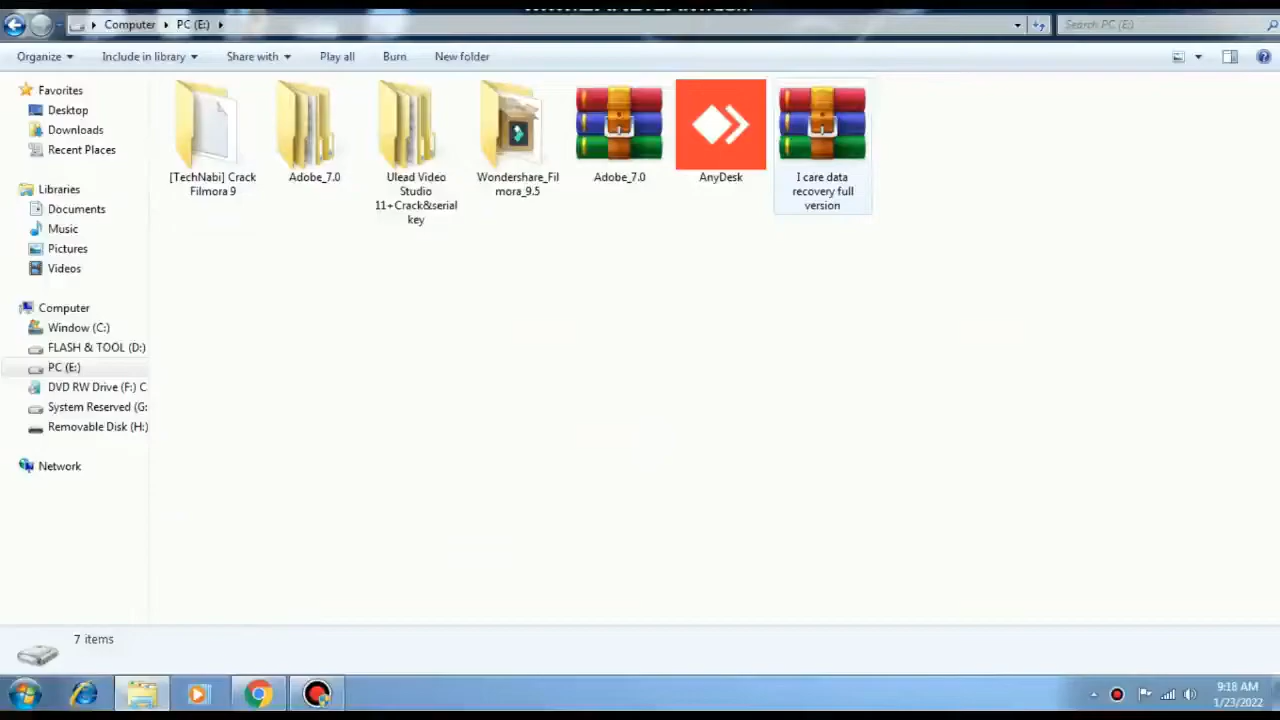 Computer
PC (E:)
Search PC (E:)
Organize
Include in library
Share with
Play all
Burn
New folder
Favorites
Desktop
Downloads
Recent Places
Libraries
Documents
Music
Pictures
Videos
Computer
Window (C:)
FLASH & TOOL (D:)
PC (E:)
DVD RW Drive (F:) C
System Reserved (G:
Removable Disk (H:)
Network
[TechNabi] Crack
Filmora 9
Adobe_7.0
Ulead Video
Studio
11+Crack&serial
key
Wondershare_Fil
mora_9.5
Adobe_7.0
AnyDesk
I care data
recovery full
version
7 items
9:18 AM
1/23/2022